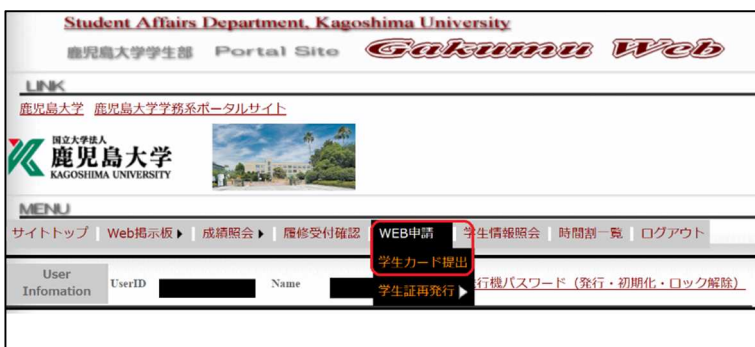 Student Affairs Department, Kagoshima University
鹿児島大学学生部 Portal Site Gakumu Web
LINK
鹿児島大学 鹿児島大学学務系ポータルサイト
国立大学法人
鹿児島大学
KAGOSHIMA UNIVERSITY
MENU
サイトトップ Web掲示板 成績照会 履修受付確認 WEB申請 学生情報照会 時間割一覧 ログアウト
学生カード提出
User Infomation UserID Name 行機パスワード（発行・初期化・ロック解除）
学生証再発行